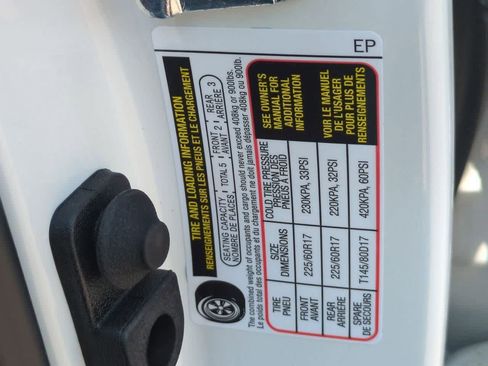 EP
TIRE AND LOADING INFORMATION
RENSEIGNEMENTS SUR LES PNEUS ET LE CHARGEMENT
SEATING CAPACITY TOTAL 5 FRONT 2 REAR 3
NOMBRE DE PLACES AVANT ARRIÈRE
The combined weight of occupants and cargo should never exceed 408kg or 900lbs.
Le poids total des occupants et du chargement ne doit jamais dépasser 408kg ou 900lb.
TIRE
PNEU
SIZE
DIMENSIONS
COLD TIRE PRESSURE
PRESSION DES
PNEUS A FROID
SEE OWNER'S
MANUAL FOR
ADDITIONAL
INFORMATION
FRONT
AVANT
225/60R17
230KPA, 33PSI
REAR
ARRIÈRE
225/60R17
220KPA, 32PSI
VOIR LE MANUEL
DE L'USAGER
POUR PLUS DE
RENSEIGNEMENTS
SPARE
DE SECOURS
T145/80D17
420KPA, 60PSI